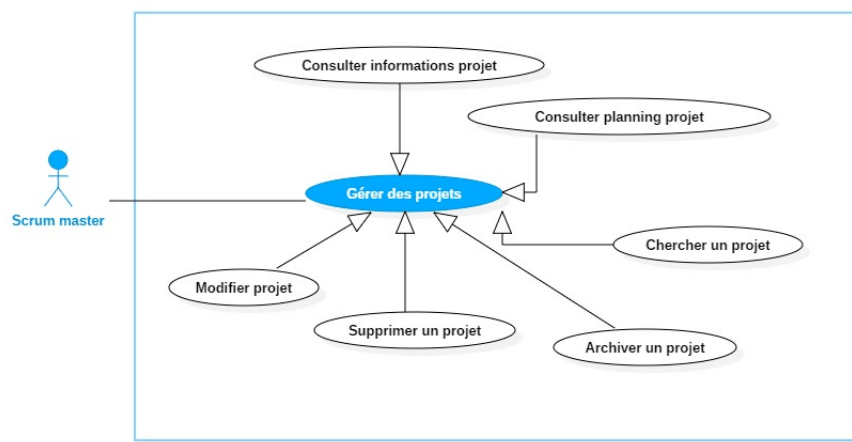 Consulter informations projet
Consulter planning projet
Gérer des projets
Scrum master
Chercher un projet
Modifier projet
Supprimer un projet
Archiver un projet